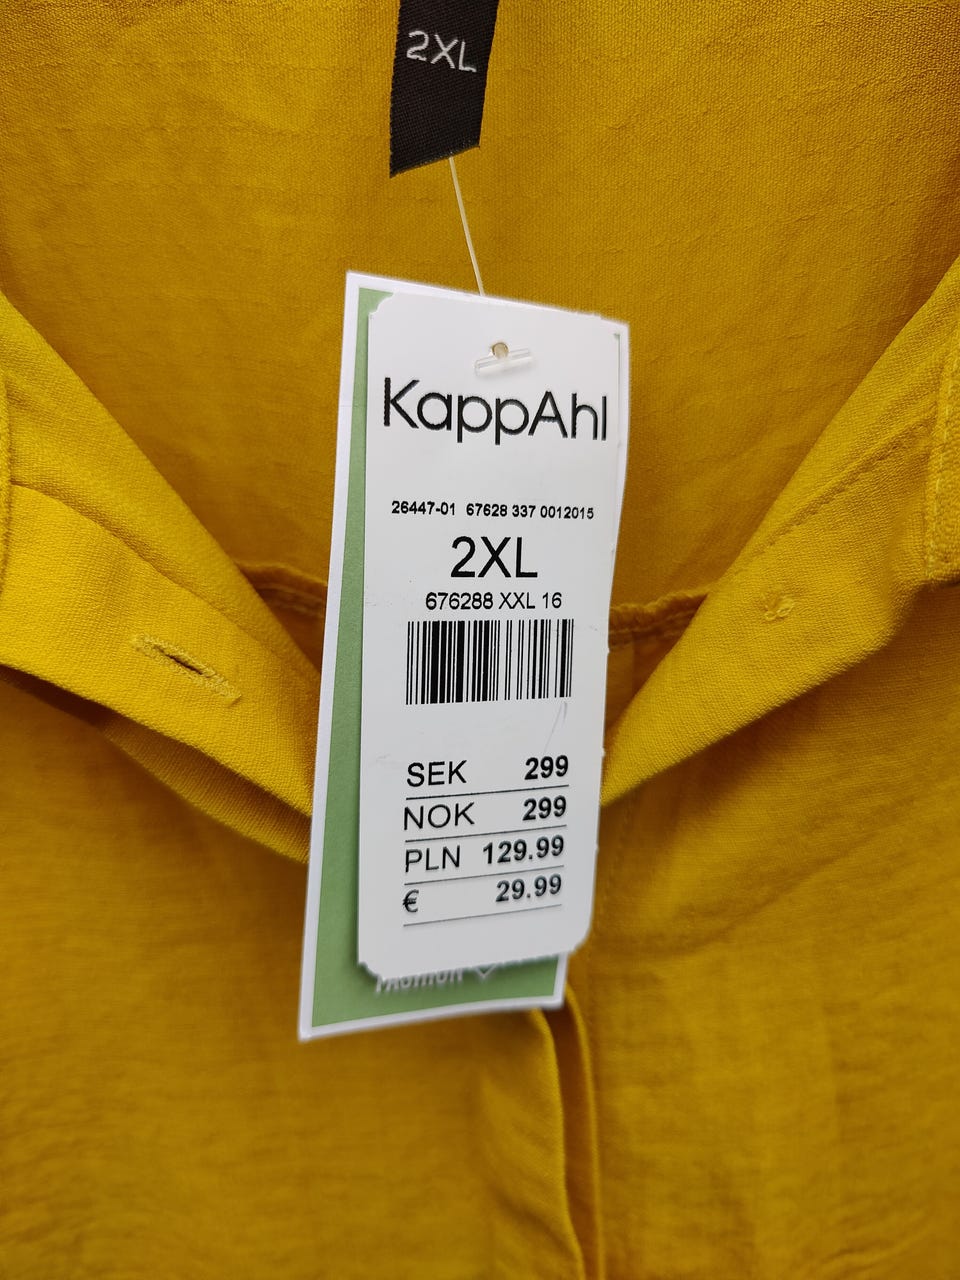 2XL
KappAhl
26447-01 67628 337 0012015
2XL
676288 XXL 16
SEK 299
NOK 299
PLN 129.99
€ 29.99